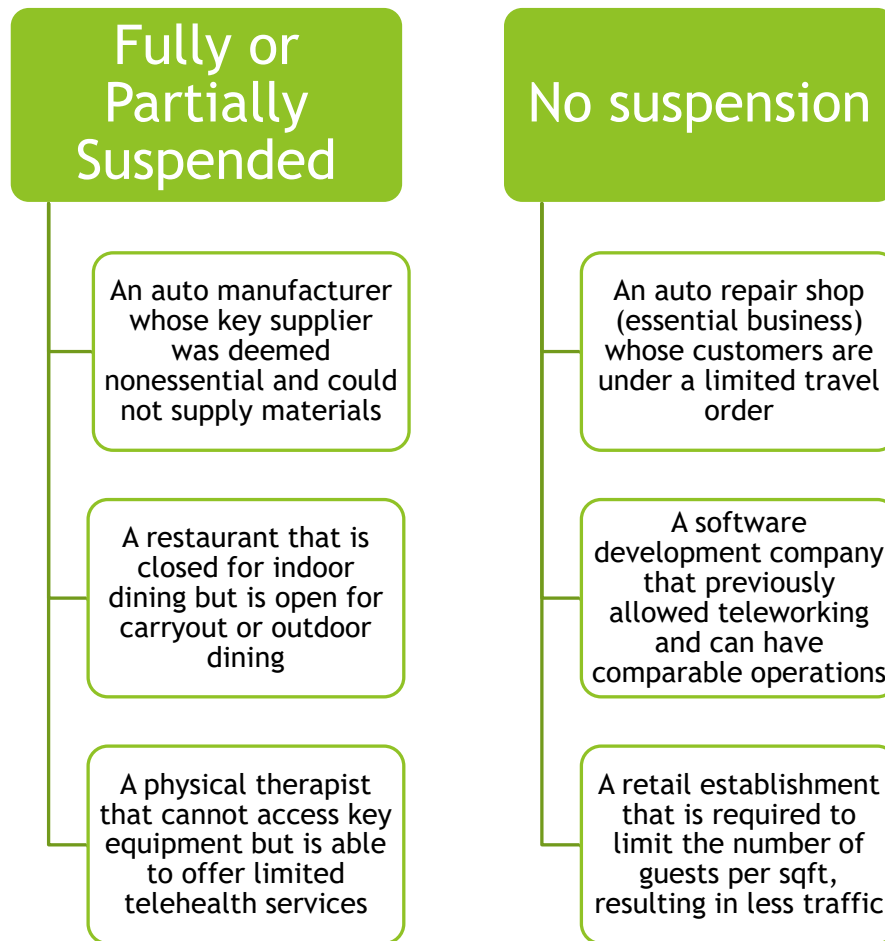 Fully or
Partially
Suspended
An auto manufacturer
whose key supplier
was deemed
nonessential and could
not supply materials
A restaurant that is
closed for indoor
dining but is open for
carryout or outdoor
dining
A physical therapist
that cannot access key
equipment but is able
to offer limited
telehealth services
No suspension
An auto repair shop
(essential business)
whose customers are
under a limited travel
order
A software
development company
that previously
allowed teleworking
and can have
comparable operations
A retail establishment
that is required to
limit the number of
guests per sqft,
resulting in less traffic